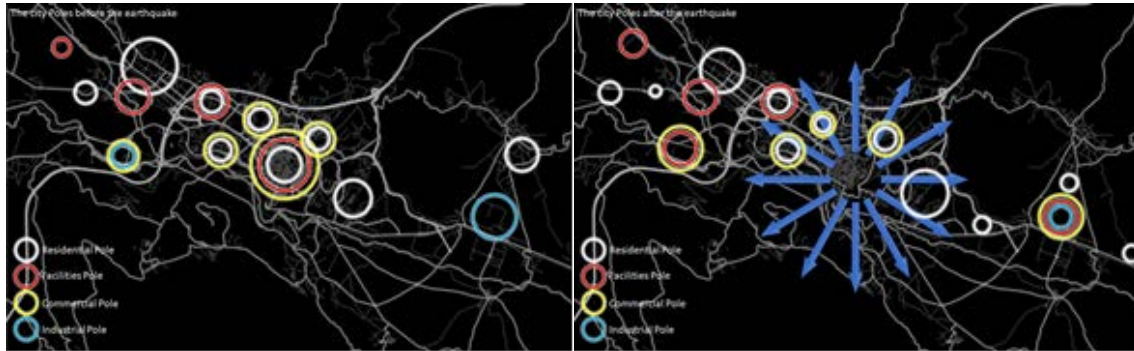 The city Poles before the earthquake
Residential Pole
Facilities Pole
Commercial Pole
Industrial Pole
The city Poles after the earthquake
Residential Pole
Facilities Pole
Commercial Pole
Industrial Pole